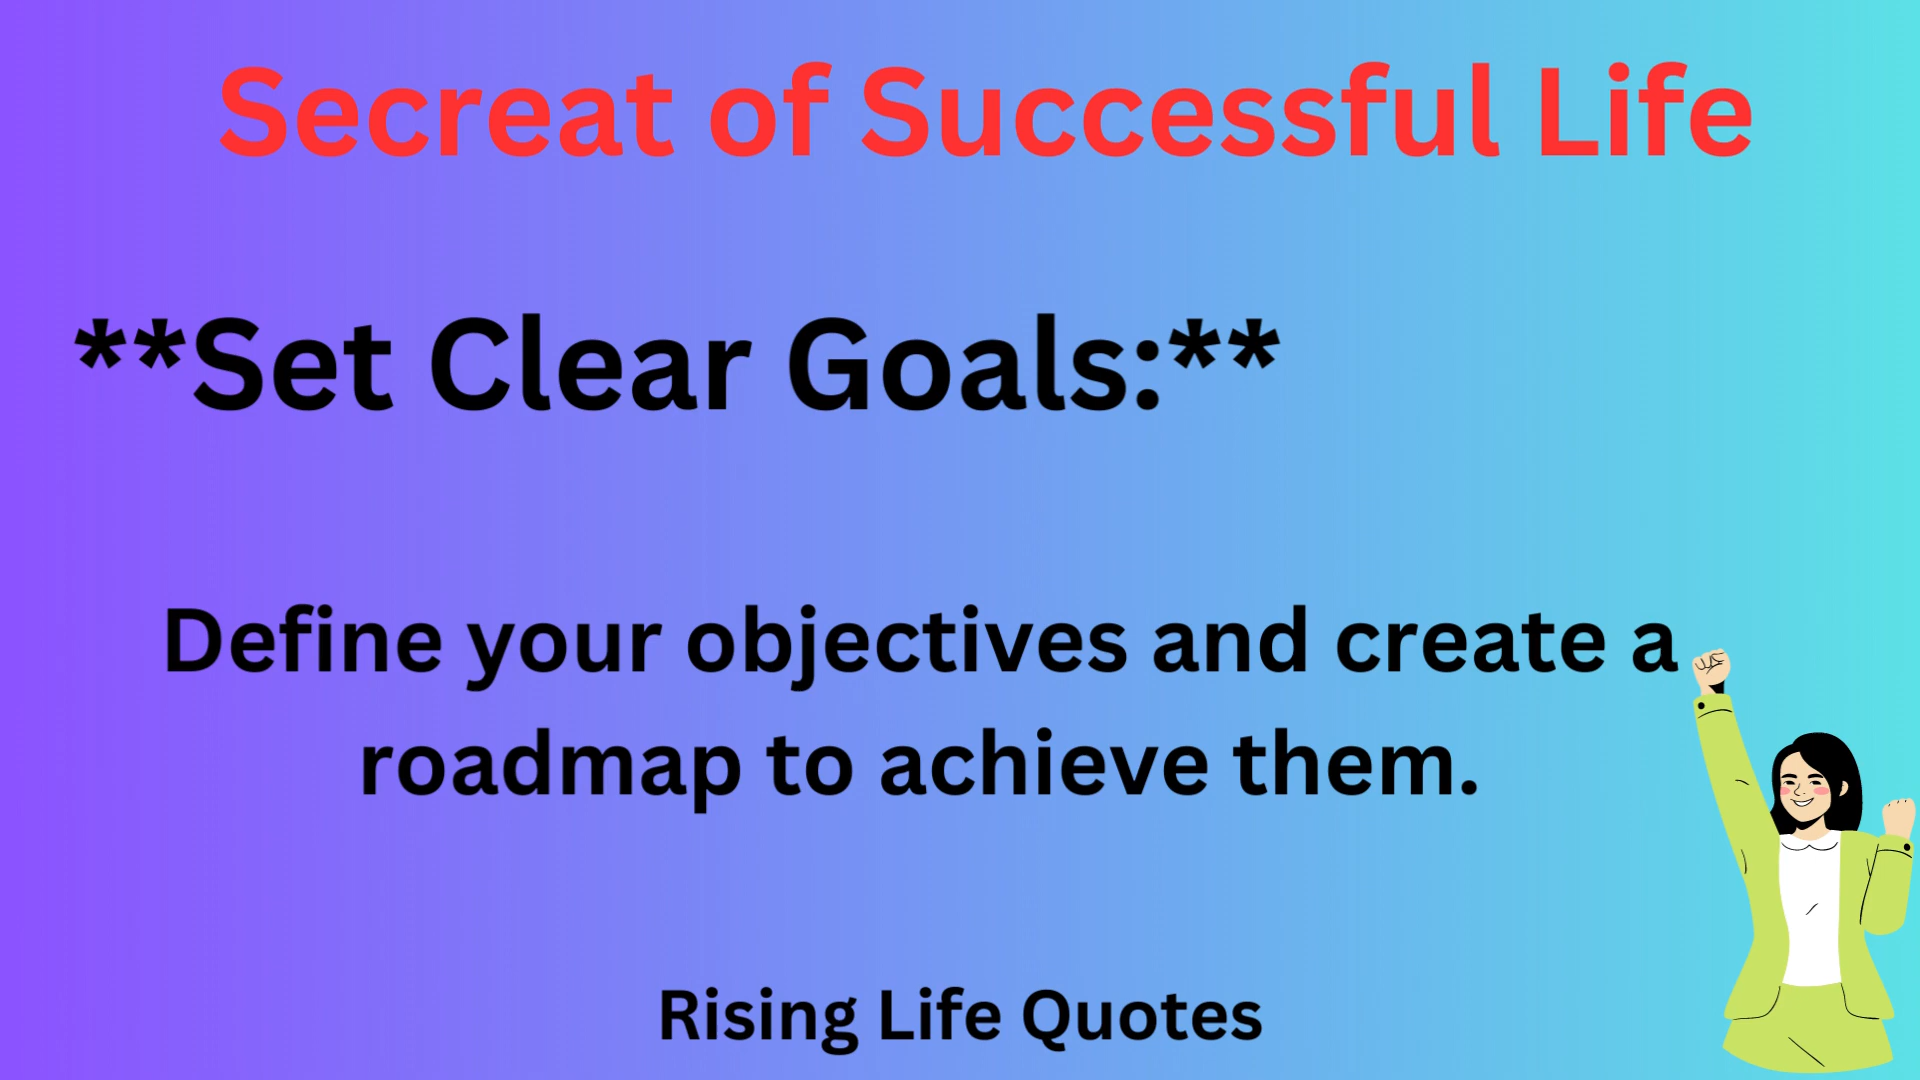 Secreat of Successful Life
**Set Clear Goals:**
Define your objectives and create a
roadmap to achieve them.
Rising Life Quotes